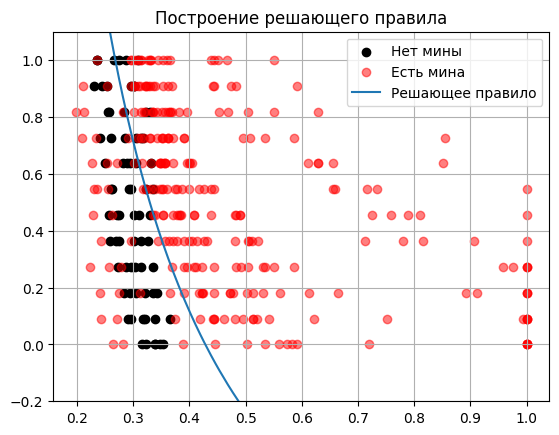 Построение решающего правила
Нет мины
Есть мина
Решающее правило
1.0
0.8
0.6
0.4
0.2
0.0
−0.2
0.2 0.3 0.4 0.5 0.6 0.7 0.8 0.9 1.0